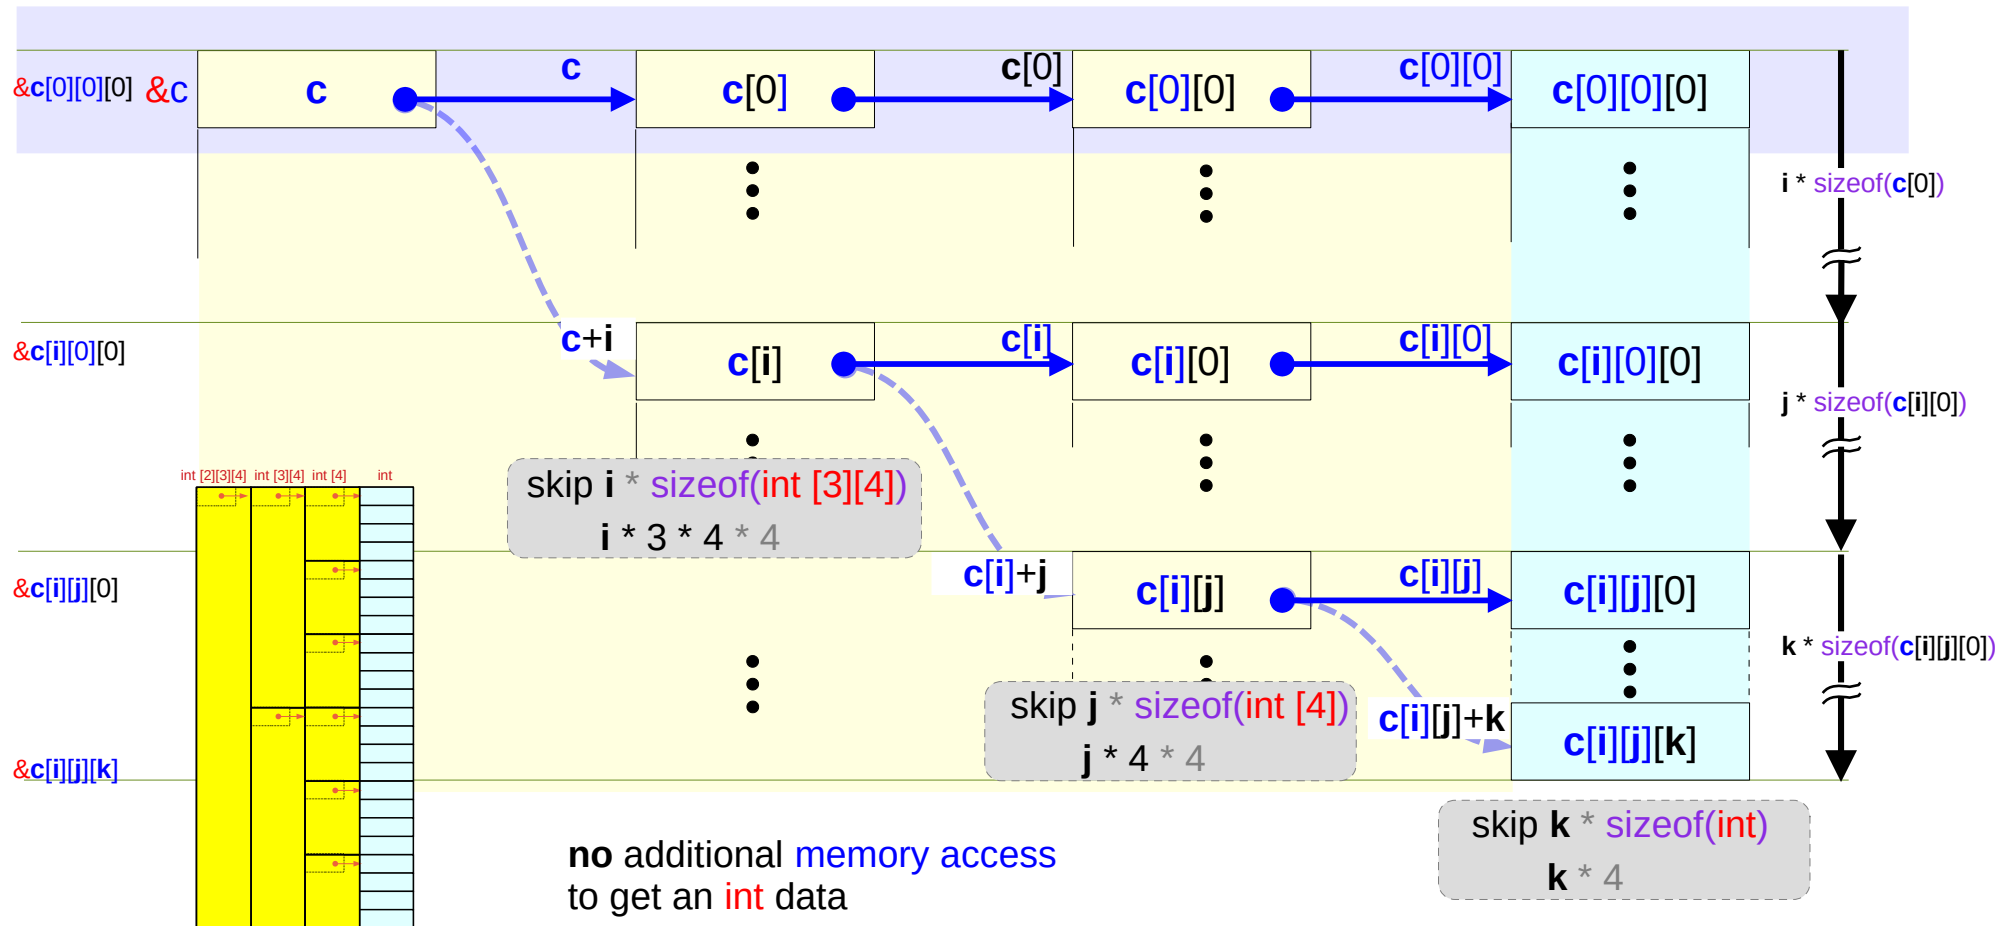 &c[0][0][0] &c
c
c
c[0]
c[0]
c[0][0]
c[0][0]
c[0][0][0]
i * sizeof(c[0])
&c[i][0][0]
c+i
c[i]
c[i]
c[i][0]
c[i][0]
c[i][0][0]
j * sizeof(c[i][0])
int [2][3][4] int [3][4] int [4] int
skip i * sizeof(int [3][4])
i * 3 * 4 * 4
&c[i][j][0]
c[i]+j
c[i][j]
c[i][j]
c[i][j][0]
k * sizeof(c[i][j][0])
skip j * sizeof(int [4])
j * 4 * 4
c[i][j]+k
c[i][j][k]
&c[i][j][k]
skip k * sizeof(int)
k * 4
no additional memory access
to get an int data